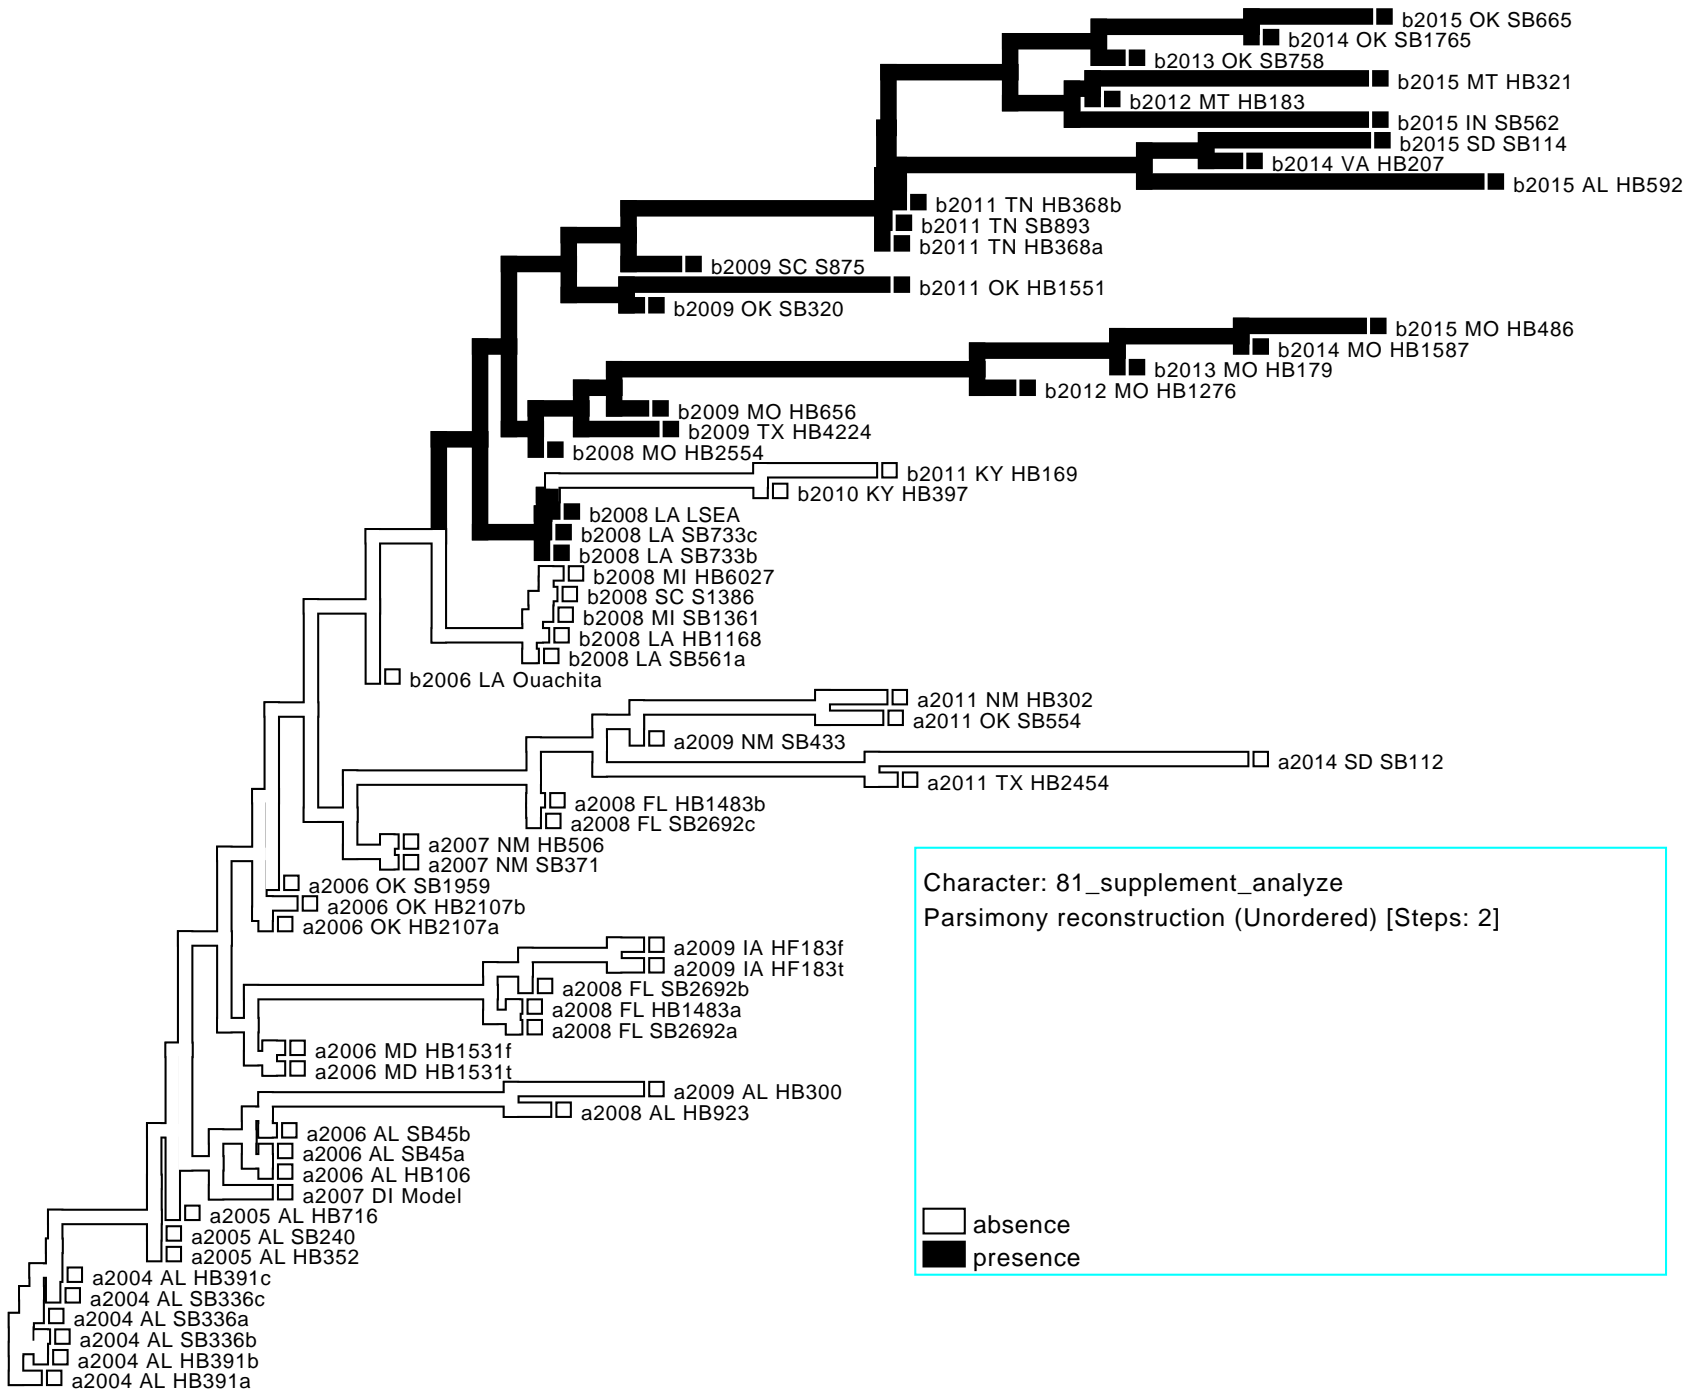 b2015 OK SB665
b2014 OK SB1765
b2013 OK SB758
b2015 MT HB321
b2012 MT HB183
b2015 IN SB562
b2015 SD SB114
b2014 VA HB207
b2015 AL HB592
b2011 TN HB368b
b2011 TN SB893
b2011 TN HB368a
b2009 SC S875
b2011 OK HB1551
b2009 OK SB320
b2015 MO HB486
b2014 MO HB1587
b2013 MO HB179
b2012 MO HB1276
b2009 MO HB656
b2009 TX HB4224
b2008 MO HB2554
b2011 KY HB169
b2010 KY HB397
b2008 LA LSEA
b2008 LA SB733c
b2008 LA SB733b
b2008 MI HB6027
b2008 SC S1386
b2008 MI SB1361
b2008 LA HB1168
b2008 LA SB561a
b2006 LA Ouachita
a2011 NM HB302
a2011 OK SB554
a2009 NM SB433
a2014 SD SB112
a2011 TX HB2454
a2008 FL HB1483b
a2008 FL SB2692c
a2007 NM HB506
a2007 NM SB371
a2006 OK SB1959
a2006 OK HB2107b
a2006 OK HB2107a
a2009 IA HF183f
a2009 IA HF183t
a2008 FL SB2692b
a2008 FL HB1483a
a2008 FL SB2692a
a2006 MD HB1531f
a2006 MD HB1531t
a2009 AL HB300
a2008 AL HB923
a2006 AL SB45b
a2006 AL SB45a
a2006 AL HB106
a2007 DI Model
a2005 AL HB716
a2005 AL SB240
a2005 AL HB352
a2004 AL HB391c
a2004 AL SB336c
a2004 AL SB336a
a2004 AL SB336b
a2004 AL HB391b
a2004 AL HB391a
Character: 81_supplement_analyze
Parsimony reconstruction (Unordered) [Steps: 2]
absence
presence